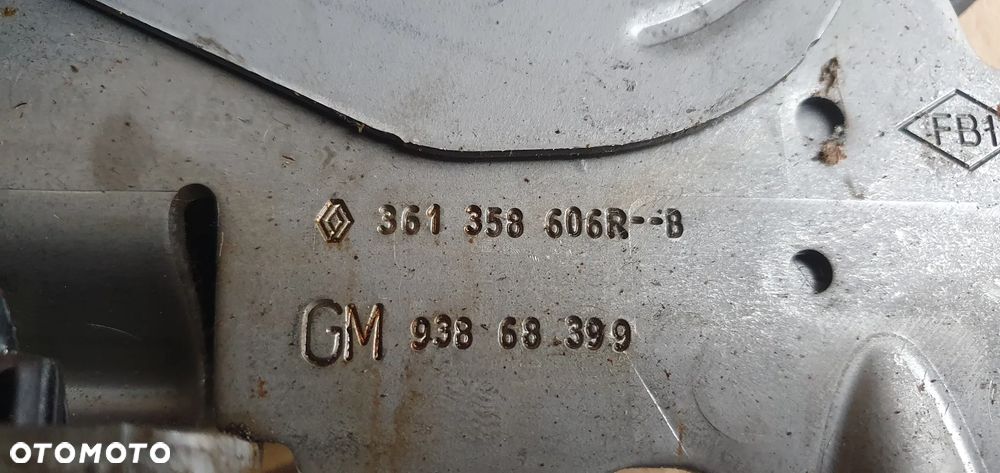 FB1
361 358 606R--B
GM 938 68 399
OTOMOTO